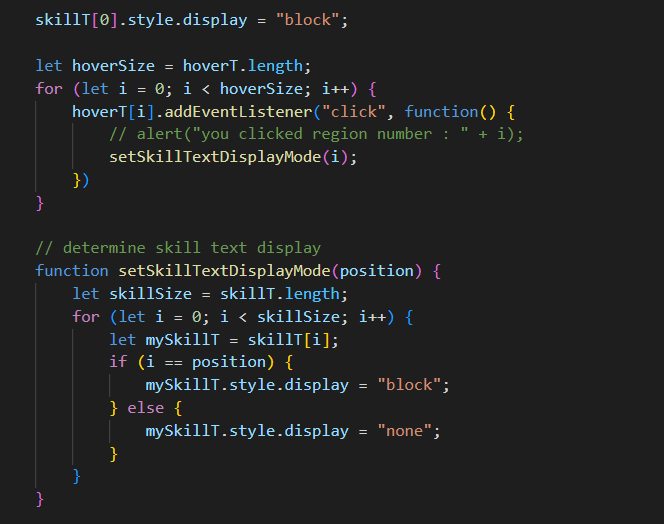 skillT[0].style.display = "block";
let hoverSize = hoverT.length;
for (let i = 0; i < hoverSize; i++) {
hoverT[i].addEventListener("click", function() {
// alert("you clicked region number : " + i);
setSkillTextDisplayMode(i);
})
}
// determine skill text display
function setSkillTextDisplayMode(position) {
let skillSize = skillT.length;
for (let i = 0; i < skillSize; i++) {
let mySkillT = skillT[i];
if (i == position) {
mySkillT.style.display = "block";
} else {
mySkillT.style.display = "none";
}
}
}